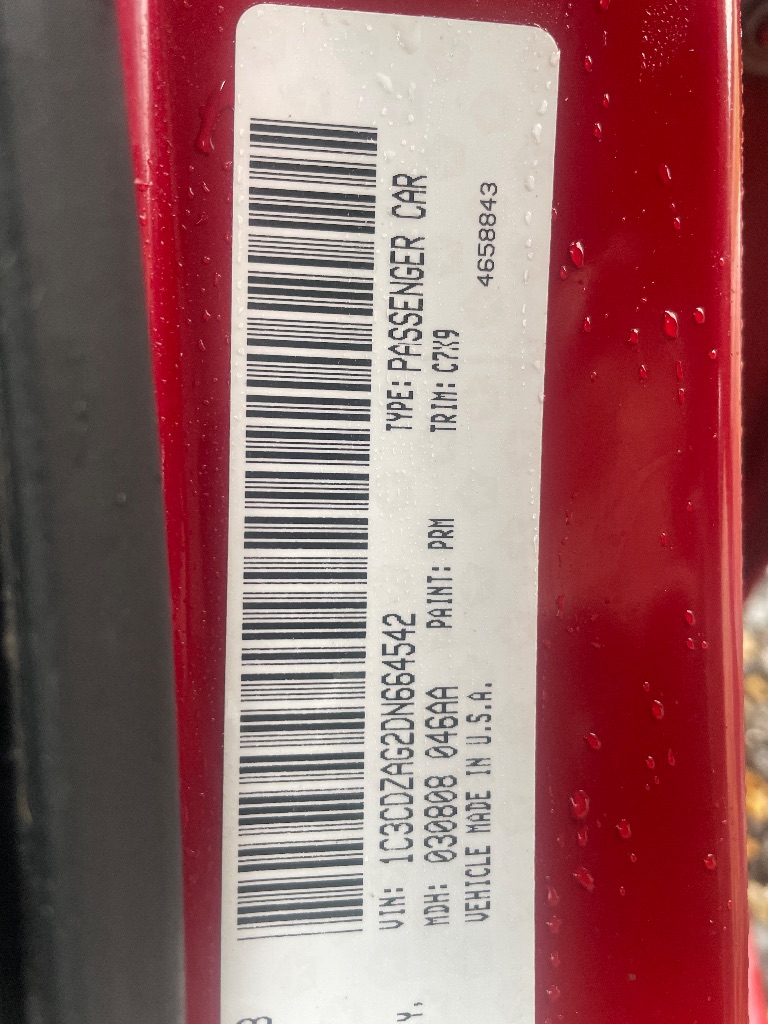 VIN: 1C3CDZAG2DN664542 TYPE: PASSENGER CAR
MDH: 030808 046AA PAINT: PRM TRIM: C7X9
VEHICLE MADE IN U.S.A. 4658843